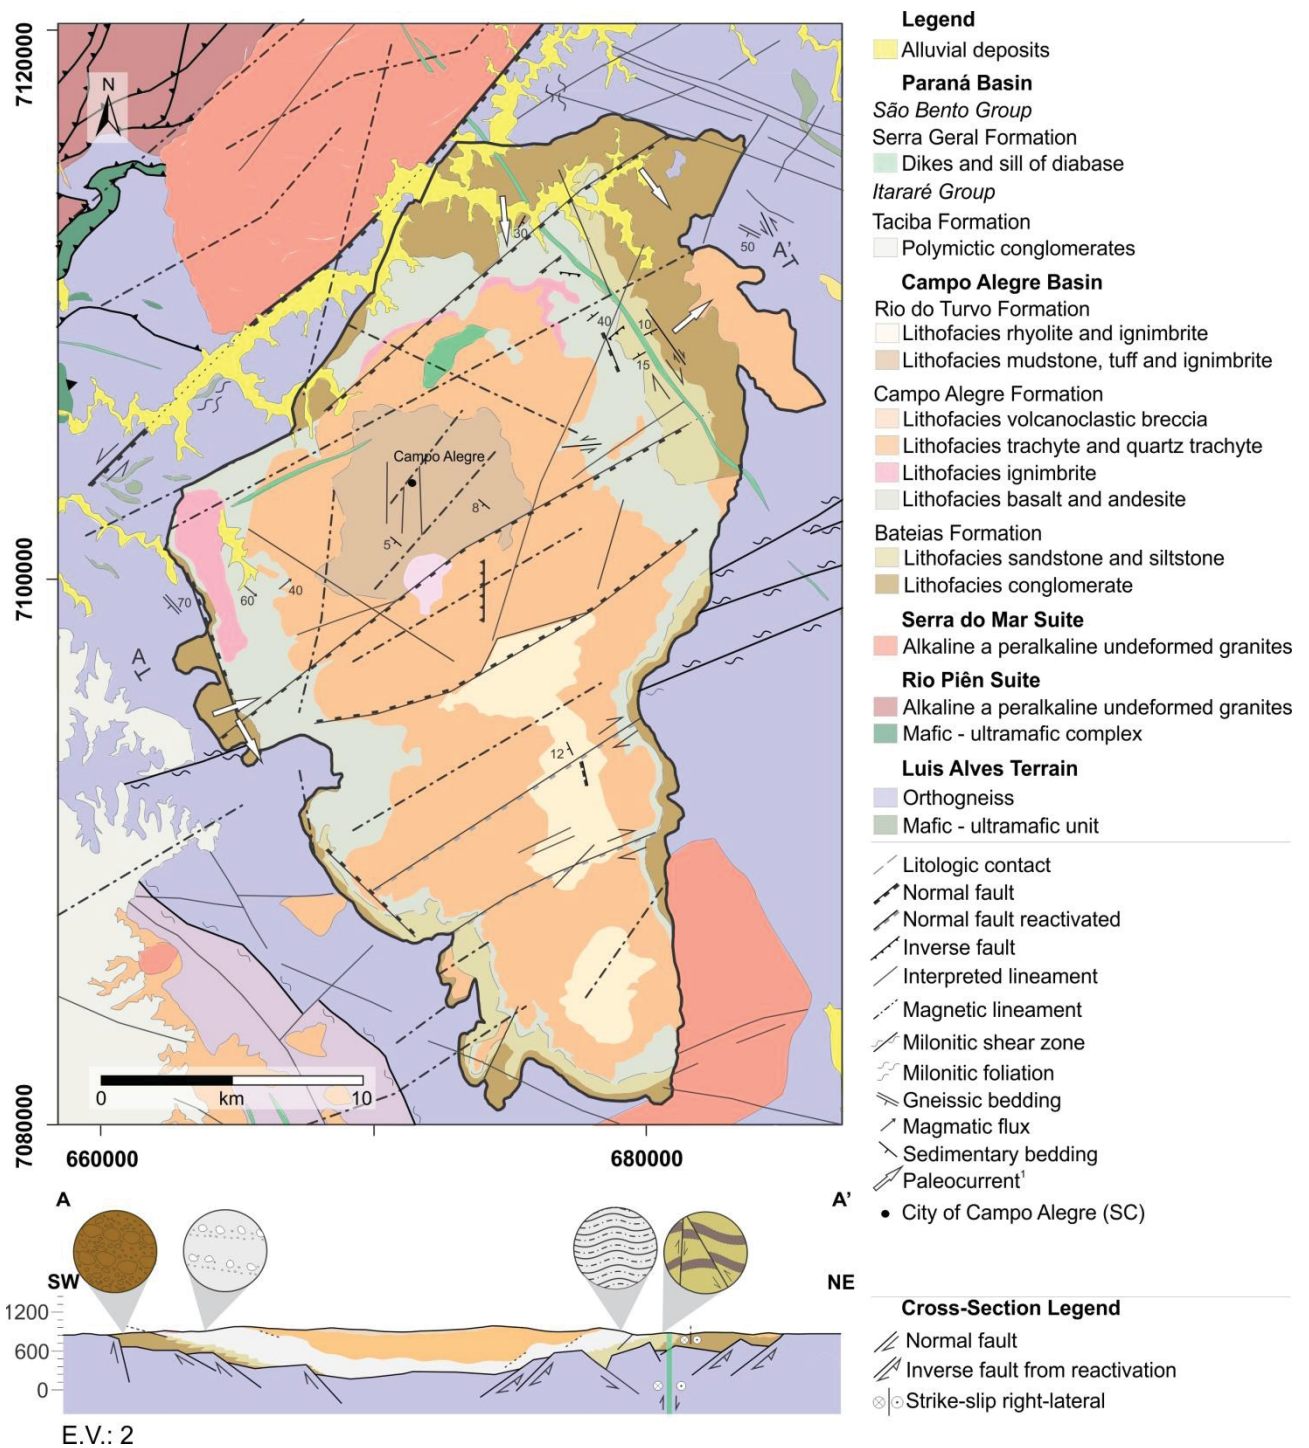 7120000
N
30
50
A'
40
10
15
Campo Alegre
8
5
7100000
70
60
40
A
12
0
km
10
7080000
660000
680000
Legend
Alluvial deposits
Paraná Basin
São Bento Group
Serra Geral Formation
Dikes and sill of diabase
Itararé Group
Taciba Formation
Polymictic conglomerates
Campo Alegre Basin
Rio do Turvo Formation
Lithofacies rhyolite and ignimbrite
Lithofacies mudstone, tuff and ignimbrite
Campo Alegre Formation
Lithofacies volcanoclastic breccia
Lithofacies trachyte and quartz trachyte
Lithofacies ignimbrite
Lithofacies basalt and andesite
Bateias Formation
Lithofacies sandstone and siltstone
Lithofacies conglomerate
Serra do Mar Suite
Alkaline a peralkaline undeformed granites
Rio Piên Suite
Alkaline a peralkaline undeformed granites
Mafic - ultramafic complex
Luis Alves Terrain
Orthogneiss
Mafic - ultramafic unit
Litologic contact
Normal fault
Normal fault reactivated
Inverse fault
Interpreted lineament
Magnetic lineament
Milonitic shear zone
Milonitic foliation
Gneissic bedding
Magmatic flux
Sedimentary bedding
Paleocurrent¹
City of Campo Alegre (SC)
A
A'
SW
NE
1200
600
0
E.V.: 2
Cross-Section Legend
Normal fault
Inverse fault from reactivation
Strike-slip right-lateral